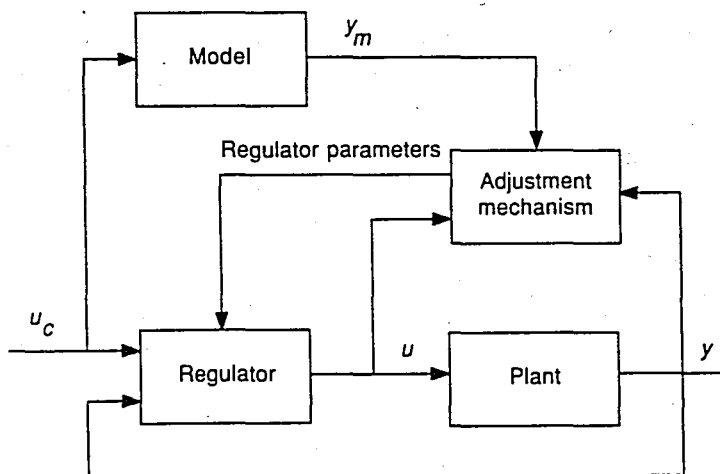 y_m
Model
Regulator parameters
Adjustment
mechanism
u_c
Regulator
u
Plant
y